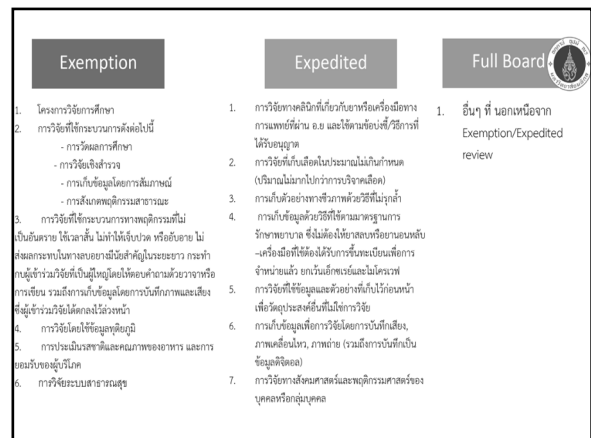 Exemption
1. โครงการวิจัยการศึกษา
2. การวิจัยที่ใช้กระบวนการดังต่อไปนี้
- การวัดผลการศึกษา
- การวิจัยเชิงสำรวจ
- การเก็บข้อมูลโดยการสัมภาษณ์
- การสังเกตพฤติกรรมสาธารณะ
3. การวิจัยที่ใช้กระบวนการทางพฤติกรรมที่ไม่
เป็นอันตราย ใช้เวลาสั้น ไม่ทำให้เจ็บปวด หรืออับอาย ไม่
ส่งผลกระทบในทางลบอย่างมีนัยสำคัญในระยะยาว กระทำ
กับผู้เข้าร่วมวิจัยที่เป็นผู้ใหญ่โดยให้ตอบคำถามด้วยวาจาหรือ
การเขียน รวมถึงการเก็บข้อมูลโดยการบันทึกภาพและเสียง
ซึ่งผู้เข้าร่วมวิจัยได้ตกลงไว้ล่วงหน้า
4. การวิจัยโดยใช้ข้อมูลทุติยภูมิ
5. การประเมินรสชาติและคุณภาพของอาหาร และการ
ยอมรับของผู้บริโภค
6. การวิจัยระบบสาธารณสุข
Expedited
1. การวิจัยทางคลินิกที่เกี่ยวกับยาหรือเครื่องมือทาง
การแพทย์ที่ผ่าน อ.ย และใช้ตามข้อบ่งชี้/วิธีการที่
ได้รับอนุญาต
2. การวิจัยที่เก็บเลือดในประมาณไม่เกินกำหนด
(ปริมาณไม่มากไปกว่าการบริจาคเลือด)
3. การเก็บตัวอย่างทางชีวภาพด้วยวิธีที่ไม่รุกล้ำ
4. การเก็บข้อมูลด้วยวิธีที่ใช้ตามมาตรฐานการ
รักษาพยาบาล ซึ่งไม่ต้องให้ยาสลบหรือยานอนหลับ
–เครื่องมือที่ใช้ต้องได้รับการขึ้นทะเบียนเพื่อการ
จำหน่ายแล้ว ยกเว้นเอ็กซเรย์และไมโครเวฟ
5. การวิจัยที่ใช้ข้อมูลและตัวอย่างที่เก็บไว้ก่อนหน้า
เพื่อวัตถุประสงค์อื่นที่ไม่ใช่การวิจัย
6. การเก็บข้อมูลเพื่อการวิจัยโดยการบันทึกเสียง,
ภาพเคลื่อนไหว, ภาพถ่าย (รวมถึงการบันทึกเป็น
ข้อมูลดิจิตอล)
7. การวิจัยทางสังคมศาสตร์และพฤติกรรมศาสตร์ของ
บุคคลหรือกลุ่มบุคคล
Full Board
1. อื่นๆ ที่ นอกเหนือจาก
Exemption/Expedited
review